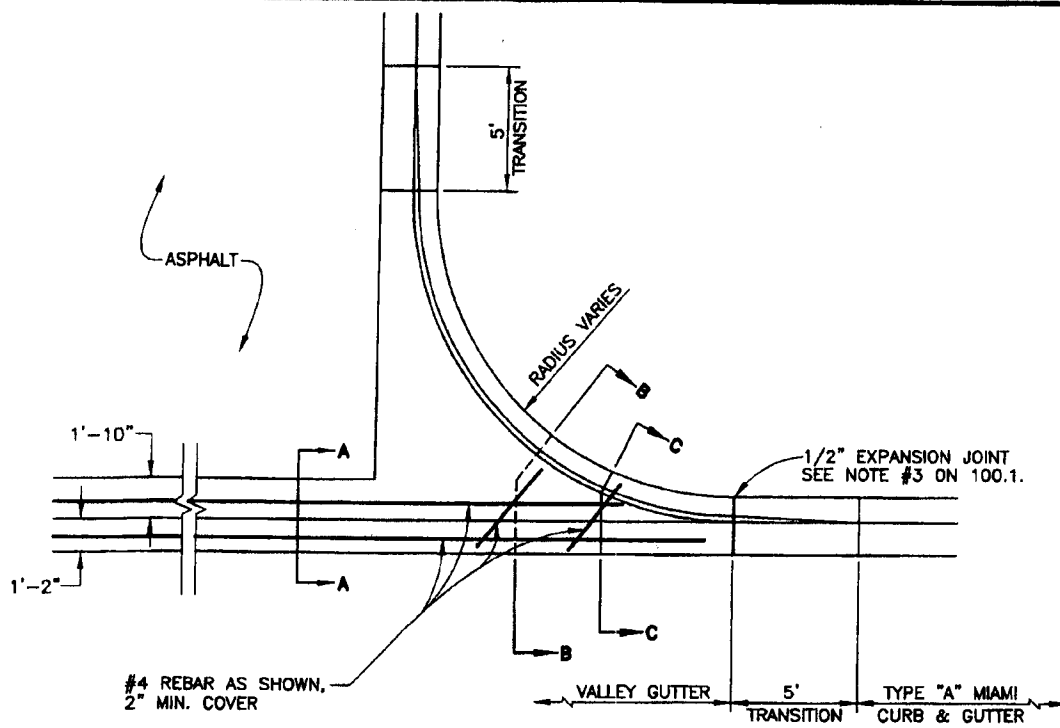 5'
TRANSITION
ASPHALT
RADIUS VARIES
B
C
1'-10"
A
1/2" EXPANSION JOINT
SEE NOTE #3 ON 100.1.
1'-2"
A
C
B
#4 REBAR AS SHOWN,
2" MIN. COVER
VALLEY GUTTER
5'
TRANSITION
TYPE "A" MIAMI
CURB & GUTTER